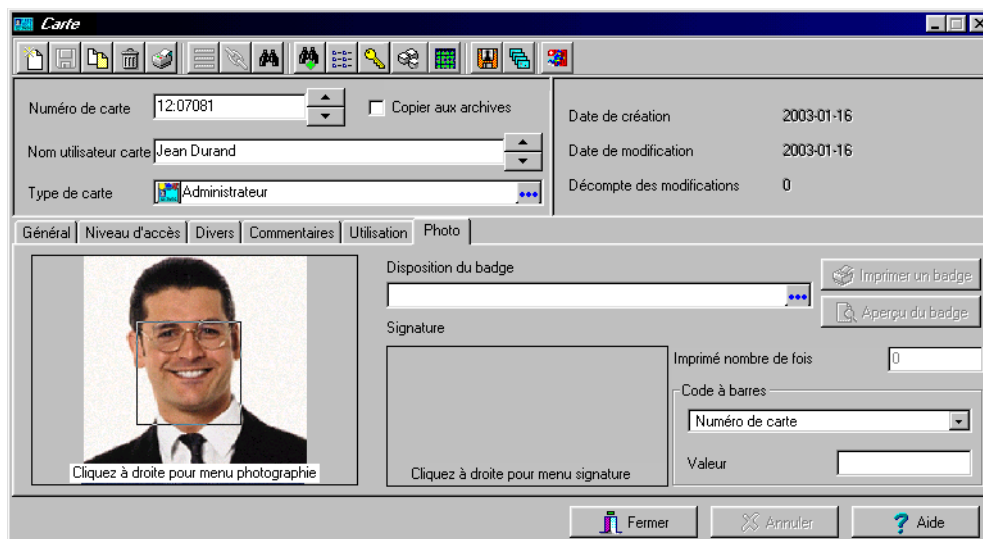 Carte
Numéro de carte 12:07081 Copier aux archives
Nom utilisateur carte Jean Durand
Type de carte Administrateur
Date de création 2003-01-16
Date de modification 2003-01-16
Décompte des modifications 0
Général Niveau d'accès Divers Commentaires Utilisation Photo
Cliquez à droite pour menu photographie
Disposition du badge
Imprimer un badge
Aperçu du badge
Signature
Cliquez à droite pour menu signature
Imprimé nombre de fois 0
Code à barres
Numéro de carte
Valeur
Fermer Annuler ? Aide